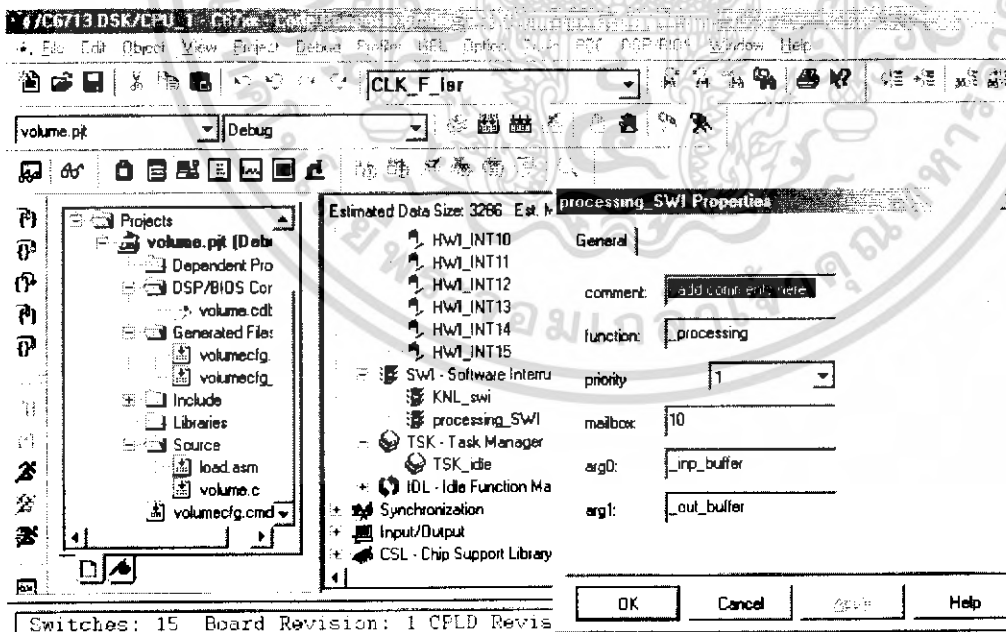 /C6713 DSK/CPU_1 - C67xx - Code
File Edit Object View Project Debug Profiler GEL Option Tools PBC DSP/BIOS Window Help
CLK_F_isr
volume.pjt Debug
Projects
volume.pjt (Debu
Dependent Pro
DSP/BIOS Cor
volume.cdb
Generated Files
volumecfg.
volumecfg_
Include
Libraries
Source
load.asm
volume.c
volumecfg.cmd
Estimated Data Size: 3266 Est. M
HWI_INT10
HWI_INT11
HWI_INT12
HWI_INT13
HWI_INT14
HWI_INT15
SWI - Software Interru
KNL_swi
processing_SWI
TSK - Task Manager
TSK_idle
IDL - Idle Function Ma
Synchronization
Input/Output
CSL - Chip Support Library
processing_SWI Properties
General
comment: add comments here
function: _processing
priority 1
mailbox: 10
arg0: _inp_buffer
arg1: _out_buffer
OK Cancel Apply Help
Switches: 15 Board Revision: 1 CPLD Revis